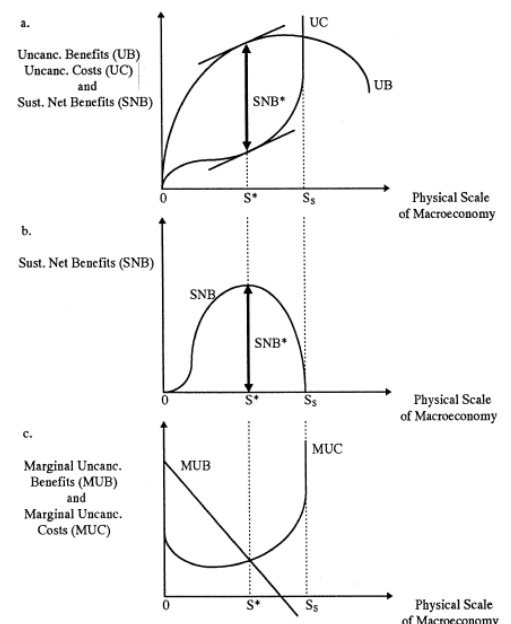 a.
UC
Uncanc. Benefits (UB)
Uncanc. Costs (UC)
and
Sust. Net Benefits (SNB)
SNB*
UB
0
S*
Ss
Physical Scale
of Macroeconomy
b.
Sust. Net Benefits (SNB)
SNB
SNB*
0
S*
Ss
Physical Scale
of Macroeconomy
c.
MUC
Marginal Uncanc.
Benefits (MUB)
and
Marginal Uncanc.
Costs (MUC)
MUB
0
S*
Ss
Physical Scale
of Macroeconomy